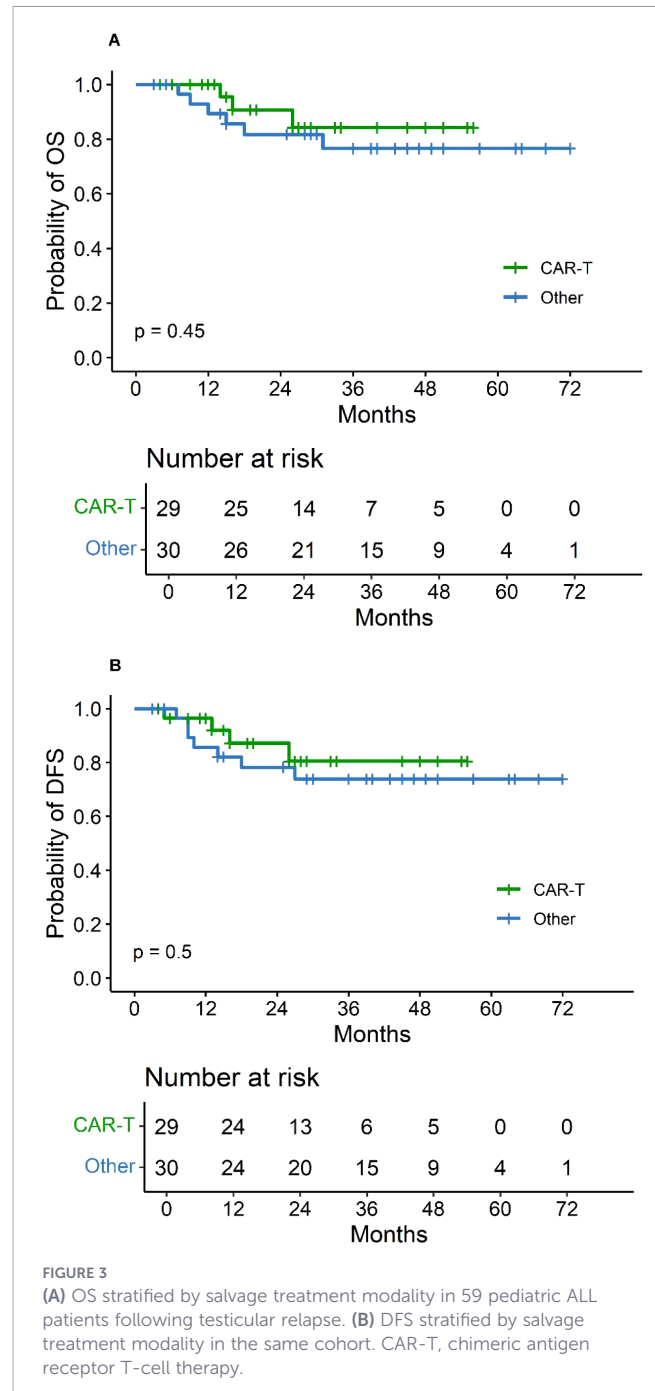 A
Probability of OS
1.0
0.8
0.6
0.4
0.2
0.0
CAR-T
Other
p = 0.45
0 12 24 36 48 60 72
Months
Number at risk
CAR-T 29 25 14 7 5 0 0
Other 30 26 21 15 9 4 1
0 12 24 36 48 60 72
Months
B
Probability of DFS
1.0
0.8
0.6
0.4
0.2
0.0
CAR-T
Other
p = 0.5
0 12 24 36 48 60 72
Months
Number at risk
CAR-T 29 24 13 6 5 0 0
Other 30 24 20 15 9 4 1
0 12 24 36 48 60 72
Months
FIGURE 3
(A) OS stratified by salvage treatment modality in 59 pediatric ALL
patients following testicular relapse. (B) DFS stratified by salvage
treatment modality in the same cohort. CAR-T, chimeric antigen
receptor T-cell therapy.